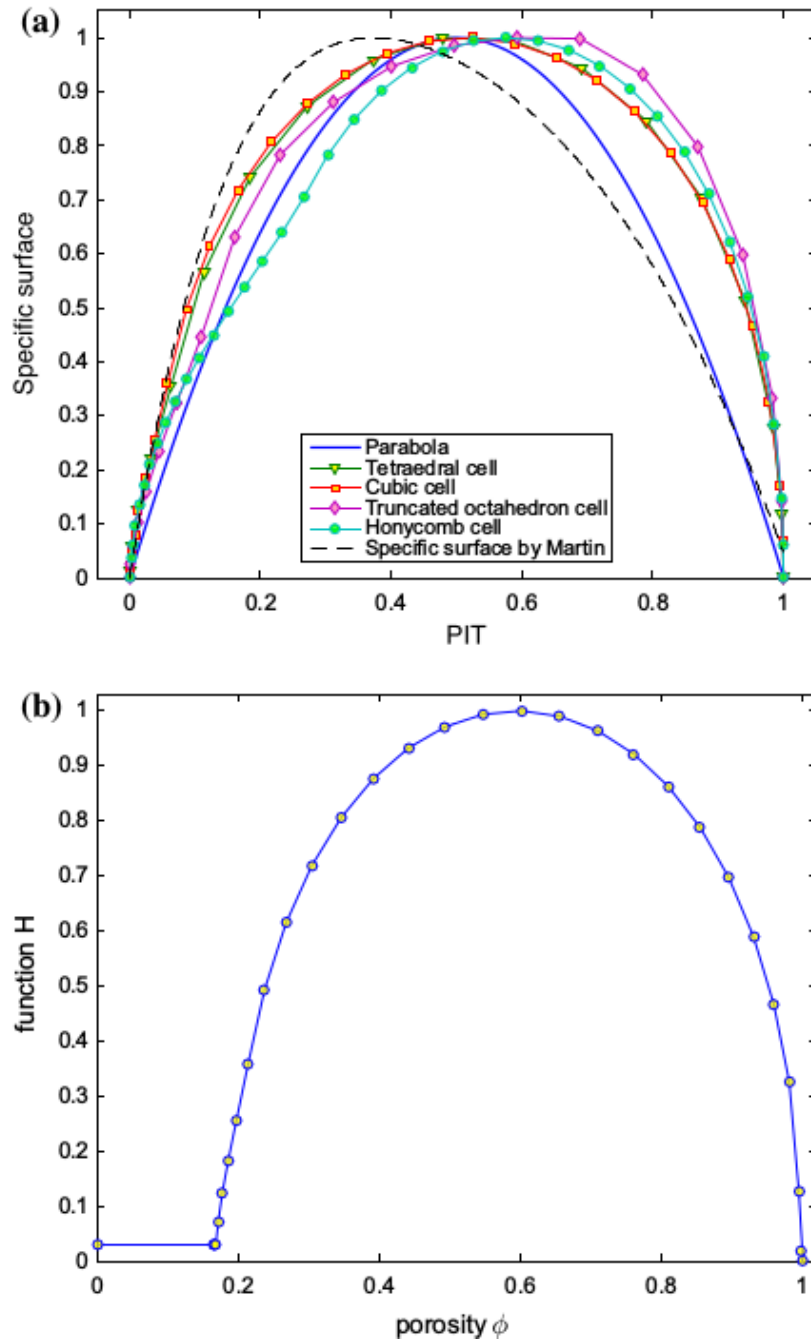 (a)
1
0.9
0.8
0.7
0.6
0.5
0.4
0.3
0.2
0.1
0
Specific surface
Parabola
Tetraedral cell
Cubic cell
Truncated octahedron cell
Honycomb cell
Specific surface by Martin
0 0.2 0.4 0.6 0.8 1
PIT
(b)
1
0.9
0.8
0.7
0.6
0.5
0.4
0.3
0.2
0.1
0
function H
0 0.2 0.4 0.6 0.8 1
porosity ϕ